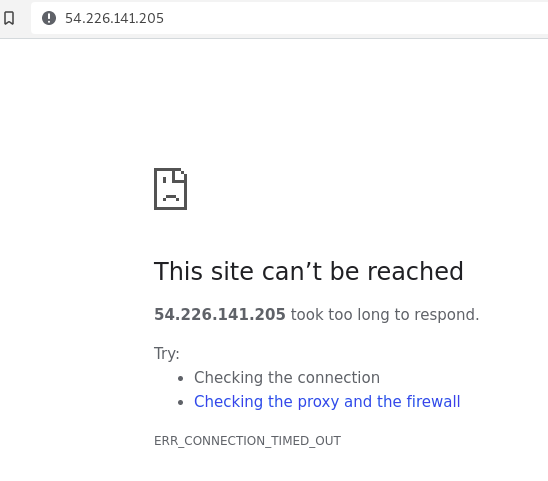 54.226.141.205
This site can’t be reached
54.226.141.205 took too long to respond.
Try:
• Checking the connection
• Checking the proxy and the firewall
ERR_CONNECTION_TIMED_OUT